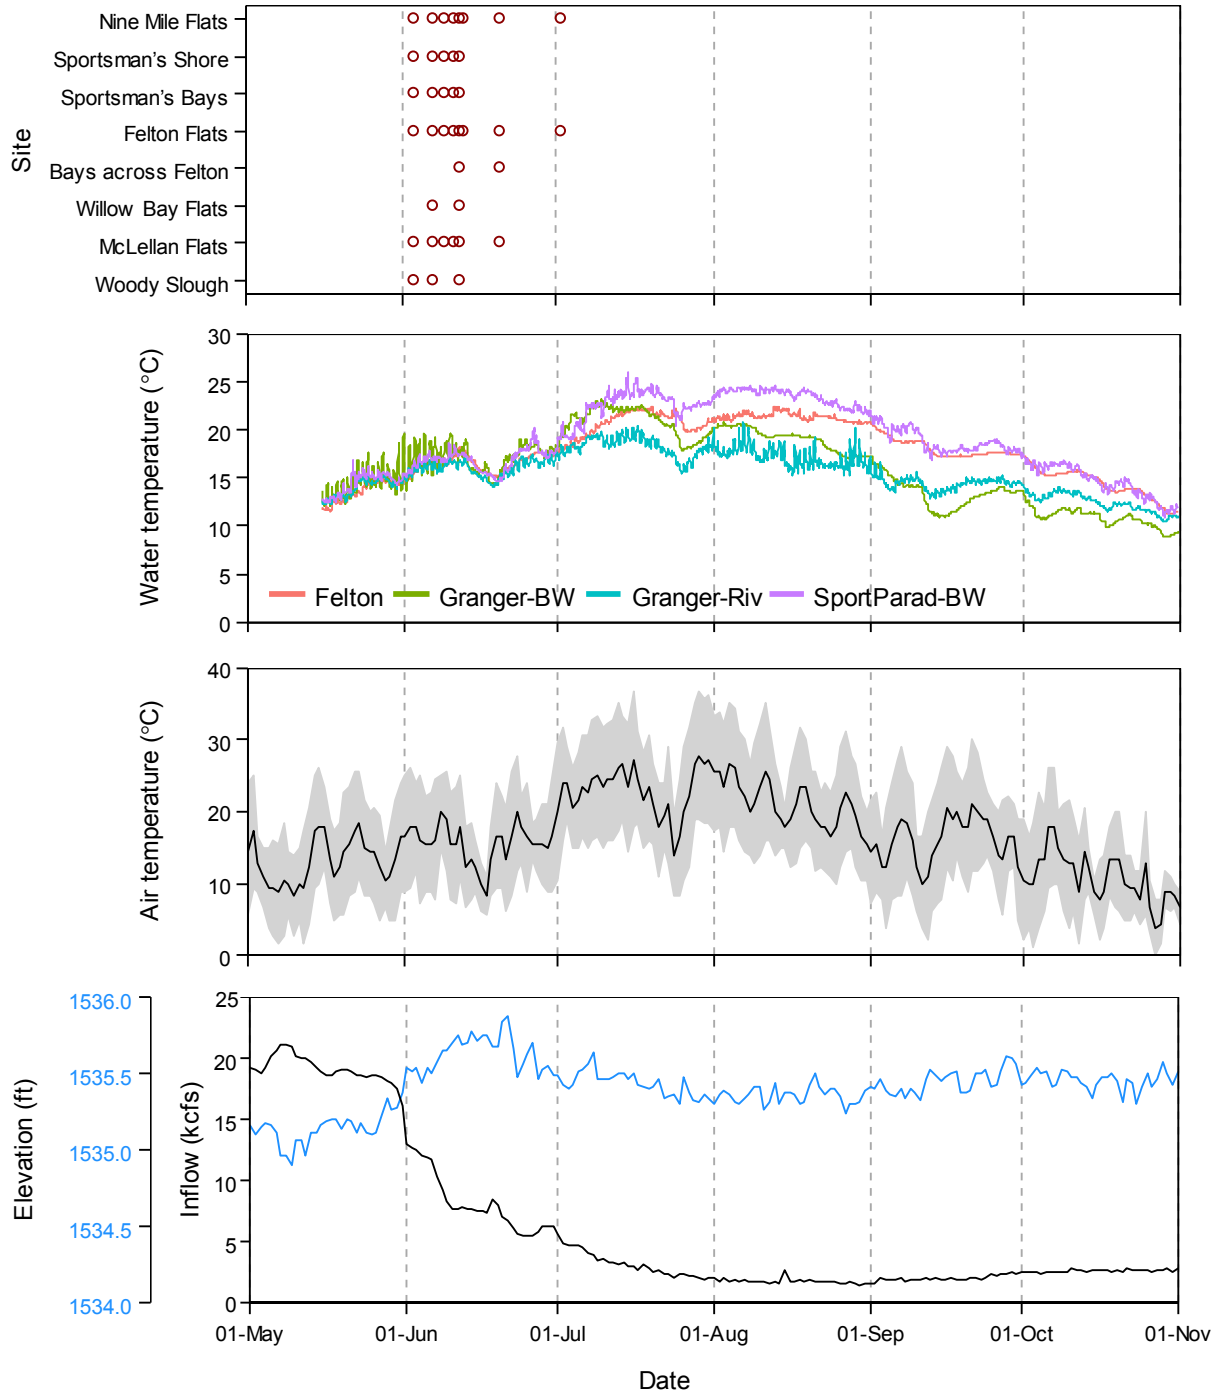 Site
Nine Mile Flats
Sportsman's Shore
Sportsman's Bays
Felton Flats
Bays across Felton
Willow Bay Flats
McLellan Flats
Woody Slough
Water temperature (°C)
30
25
20
15
10
5
0
Felton Granger-BW Granger-Riv SportParad-BW
Air temperature (°C)
40
30
20
10
0
Elevation (ft)
1536.0
1535.5
1535.0
1534.5
1534.0
Inflow (kcfs)
25
20
15
10
5
0
01-May 01-Jun 01-Jul 01-Aug 01-Sep 01-Oct 01-Nov
Date